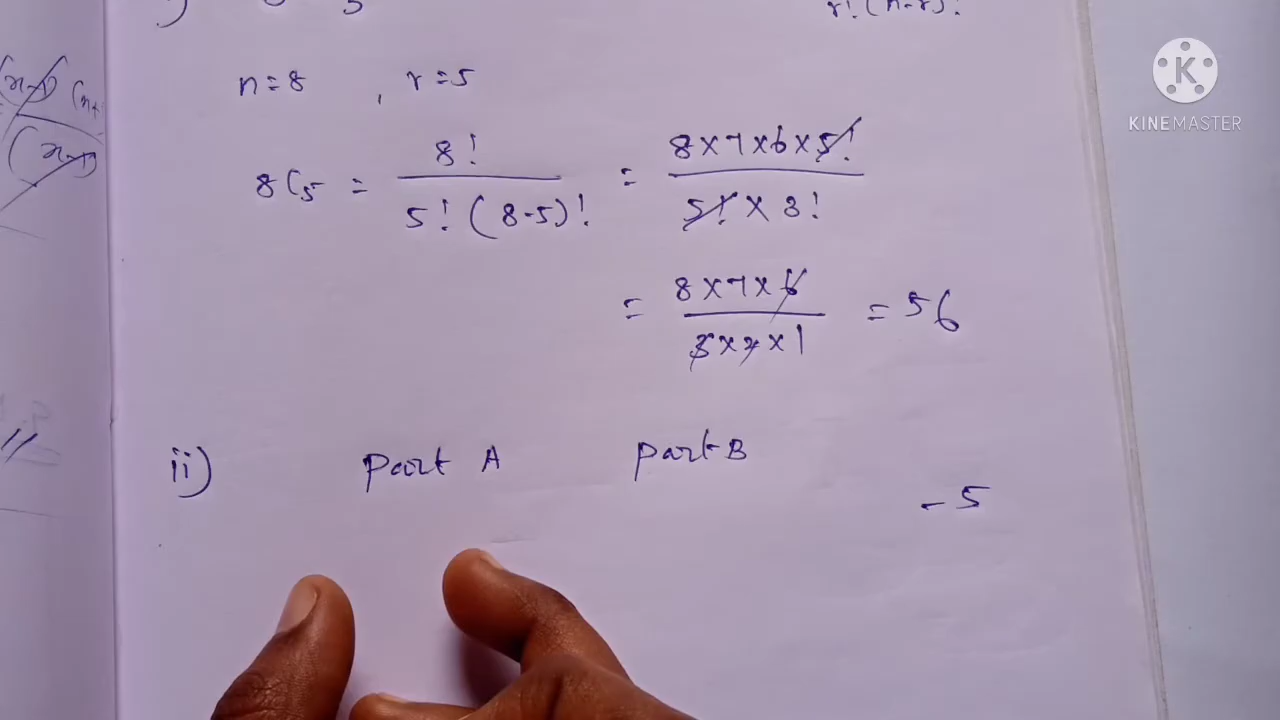 r!(n-r)!
n=8 , r=5
8C5 = 8! / 5!(8-5)! = 8×7×6×5! / 5!×3!
= 8×7×6 / 3×2×1 = 56
ii) Part A Part B
- 5
K
KINEMASTER